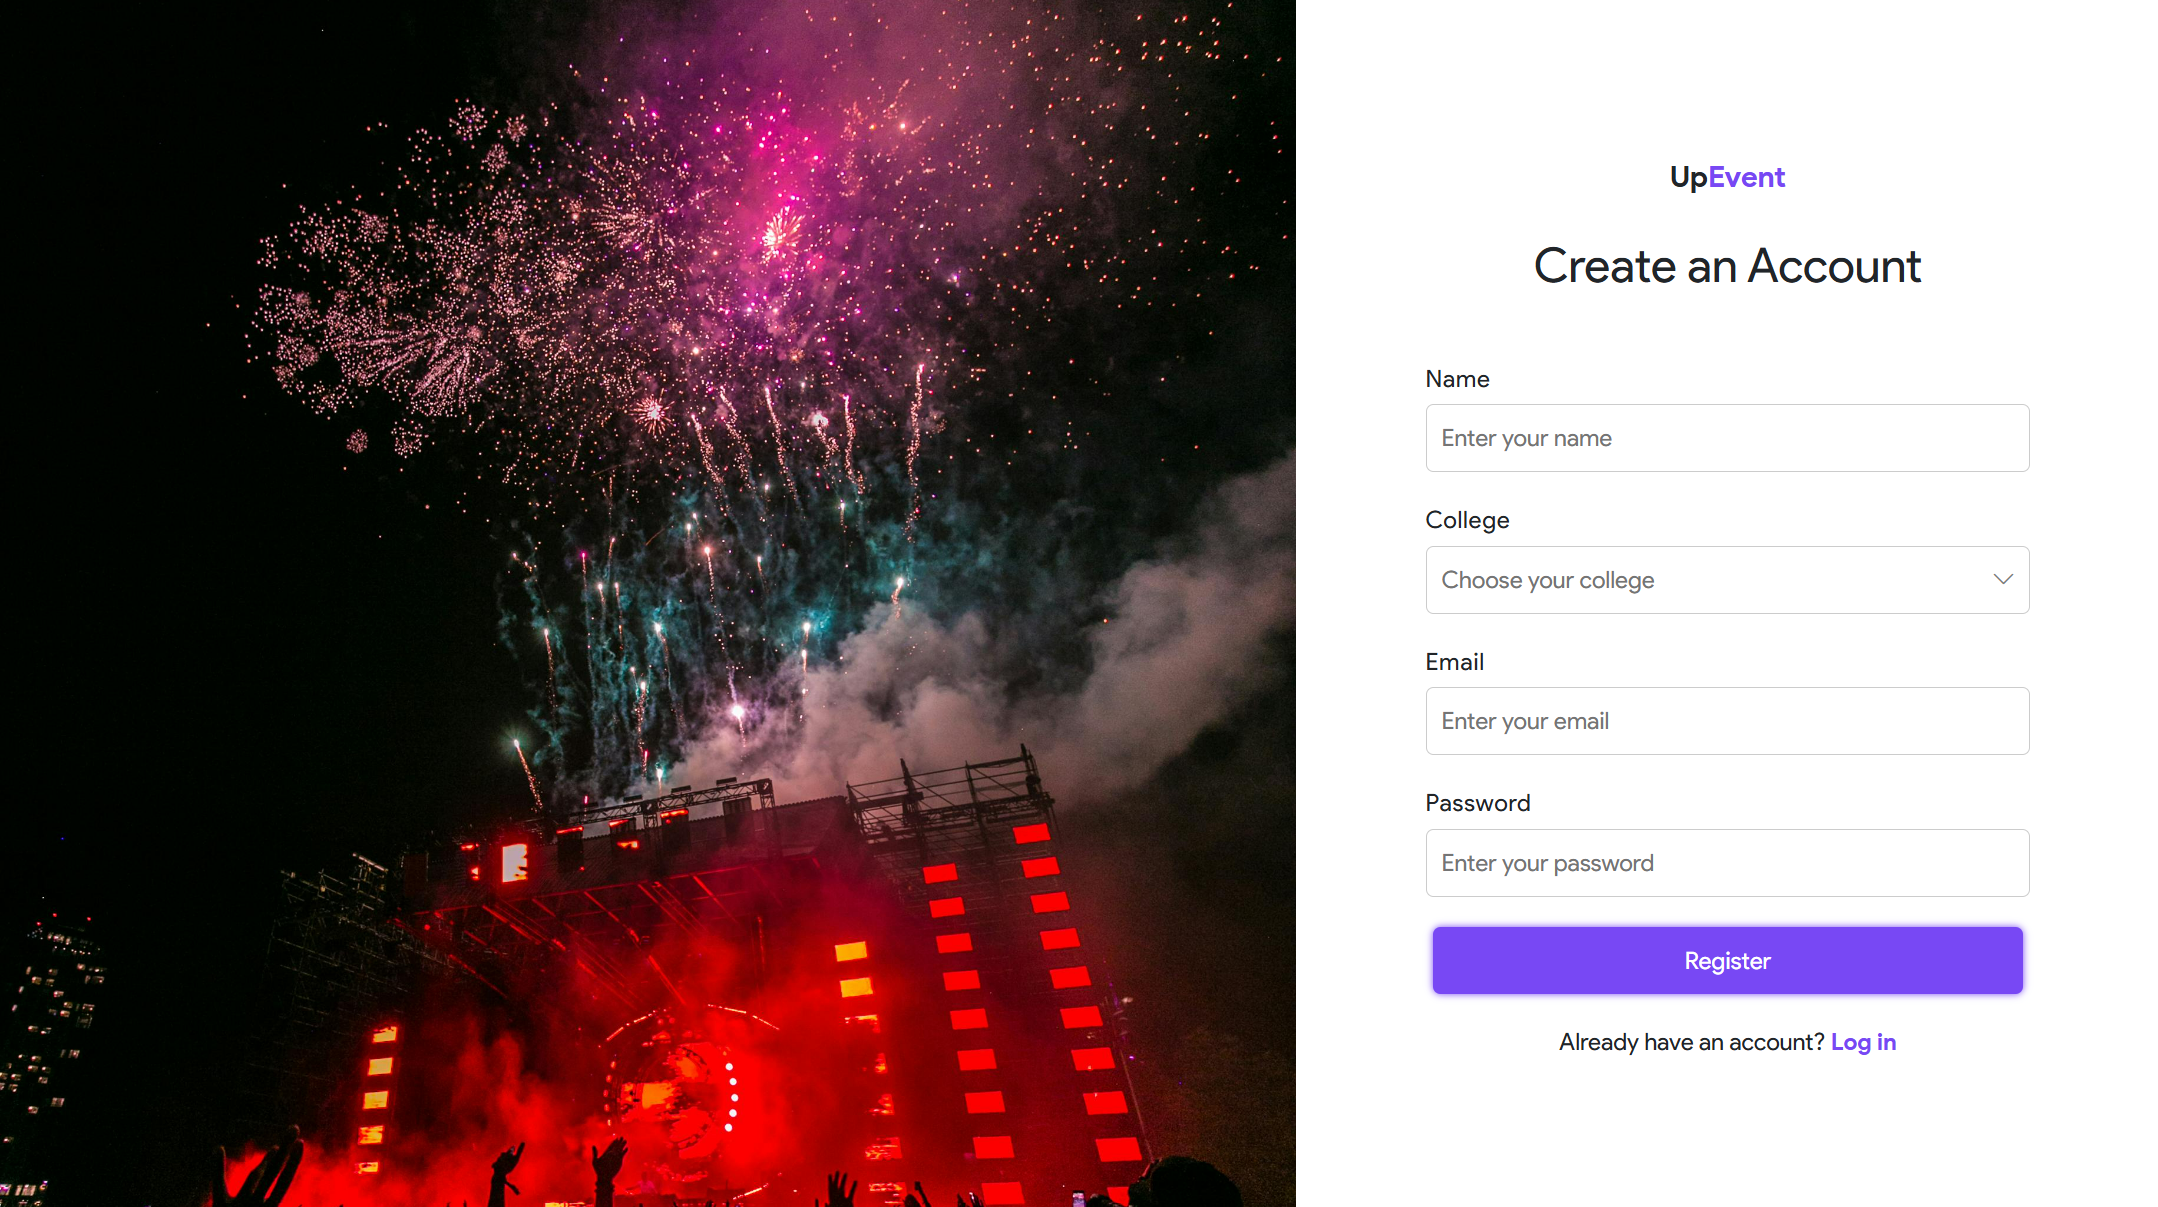 UpEvent
Create an Account
Name
Enter your name
College
Choose your college
Email
Enter your email
Password
Enter your password
Register
Already have an account? Log in